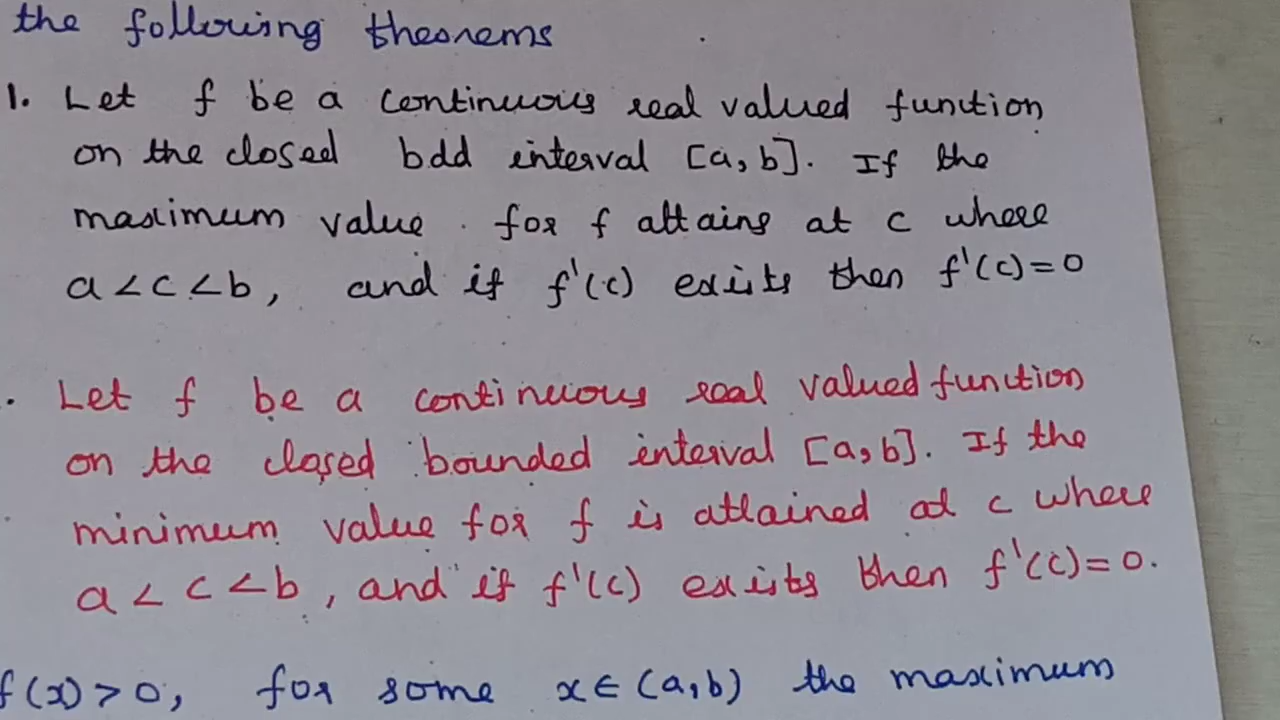 the following theorems
1. Let f be a continuous real valued function
on the closed bdd interval [a, b]. If the
maximum value for f attains at c where
a < c < b, and if f'(c) exists then f'(c) = 0
. Let f be a continuous real valued function
on the closed bounded interval [a, b]. If the
minimum value for f is attained at c where
a < c < b, and if f'(c) exists then f'(c) = 0.
f(x) > 0, for some x ∈ (a, b) the maximum